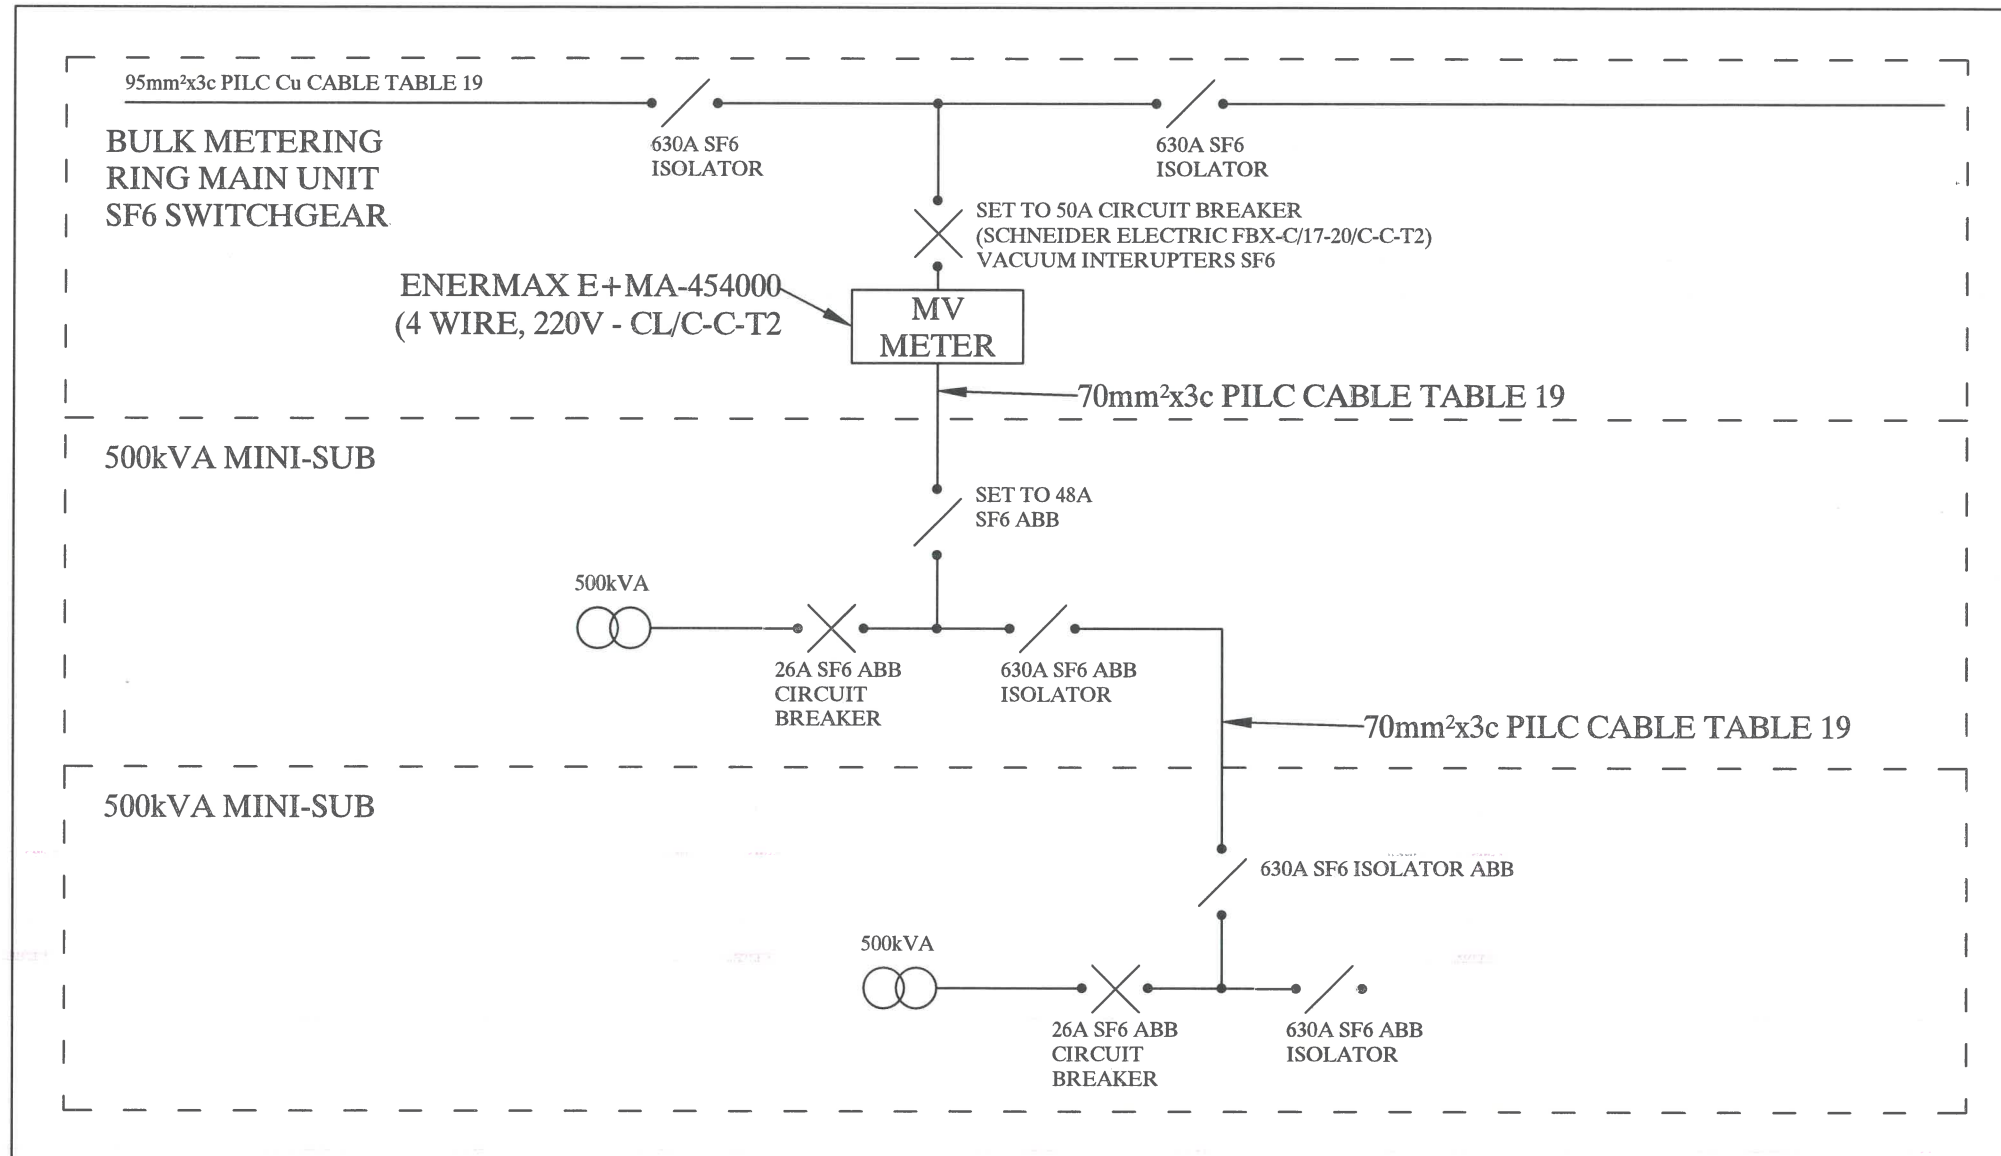 95mm²x3c PILC Cu CABLE TABLE 19
BULK METERING
RING MAIN UNIT
SF6 SWITCHGEAR
630A SF6
ISOLATOR
630A SF6
ISOLATOR
SET TO 50A CIRCUIT BREAKER
(SCHNEIDER ELECTRIC FBX-C/17-20/C-C-T2)
VACUUM INTERUPTERS SF6
ENERMAX E+MA-454000
(4 WIRE, 220V - CL/C-C-T2
MV
METER
70mm²x3c PILC CABLE TABLE 19
500kVA MINI-SUB
SET TO 48A
SF6 ABB
500kVA
26A SF6 ABB
CIRCUIT
BREAKER
630A SF6 ABB
ISOLATOR
70mm²x3c PILC CABLE TABLE 19
500kVA MINI-SUB
630A SF6 ISOLATOR ABB
500kVA
26A SF6 ABB
CIRCUIT
BREAKER
630A SF6 ABB
ISOLATOR